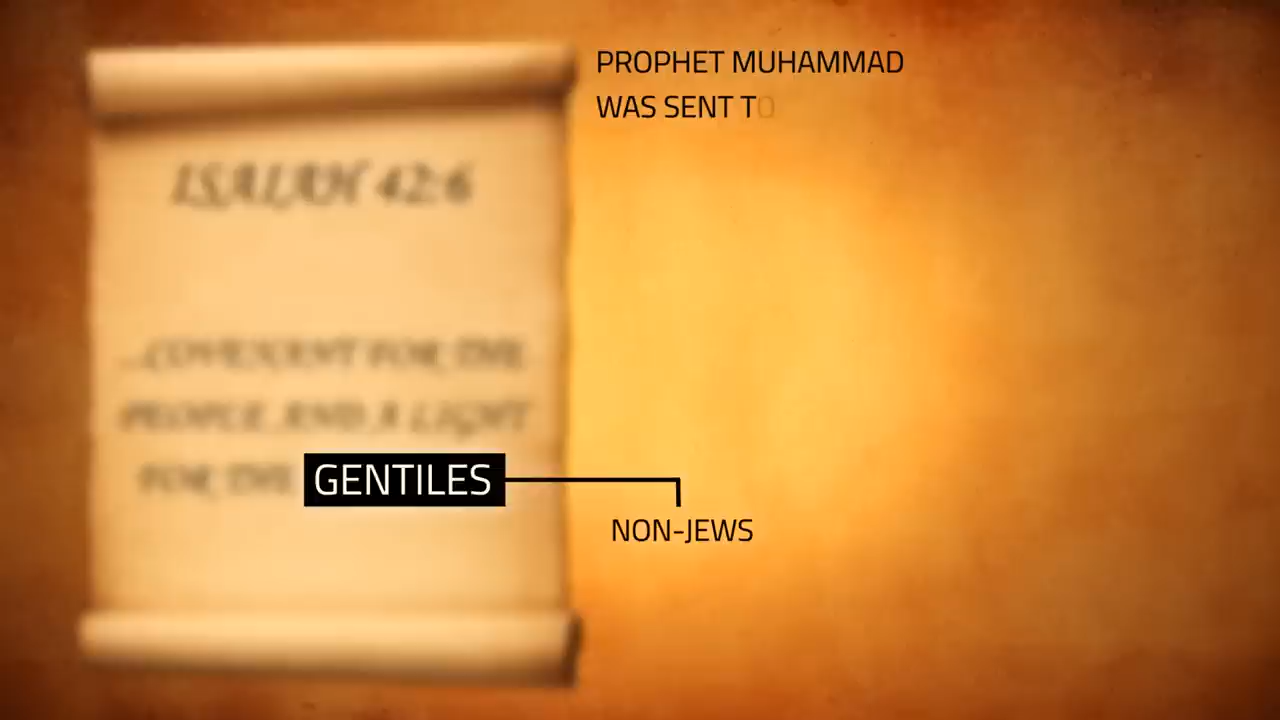 PROPHET MUHAMMAD
WAS SENT TO
ISAIAH 42:6
...COVENANT FOR THE
PEOPLE AND A LIGHT
FOR THE GENTILES
NON-JEWS